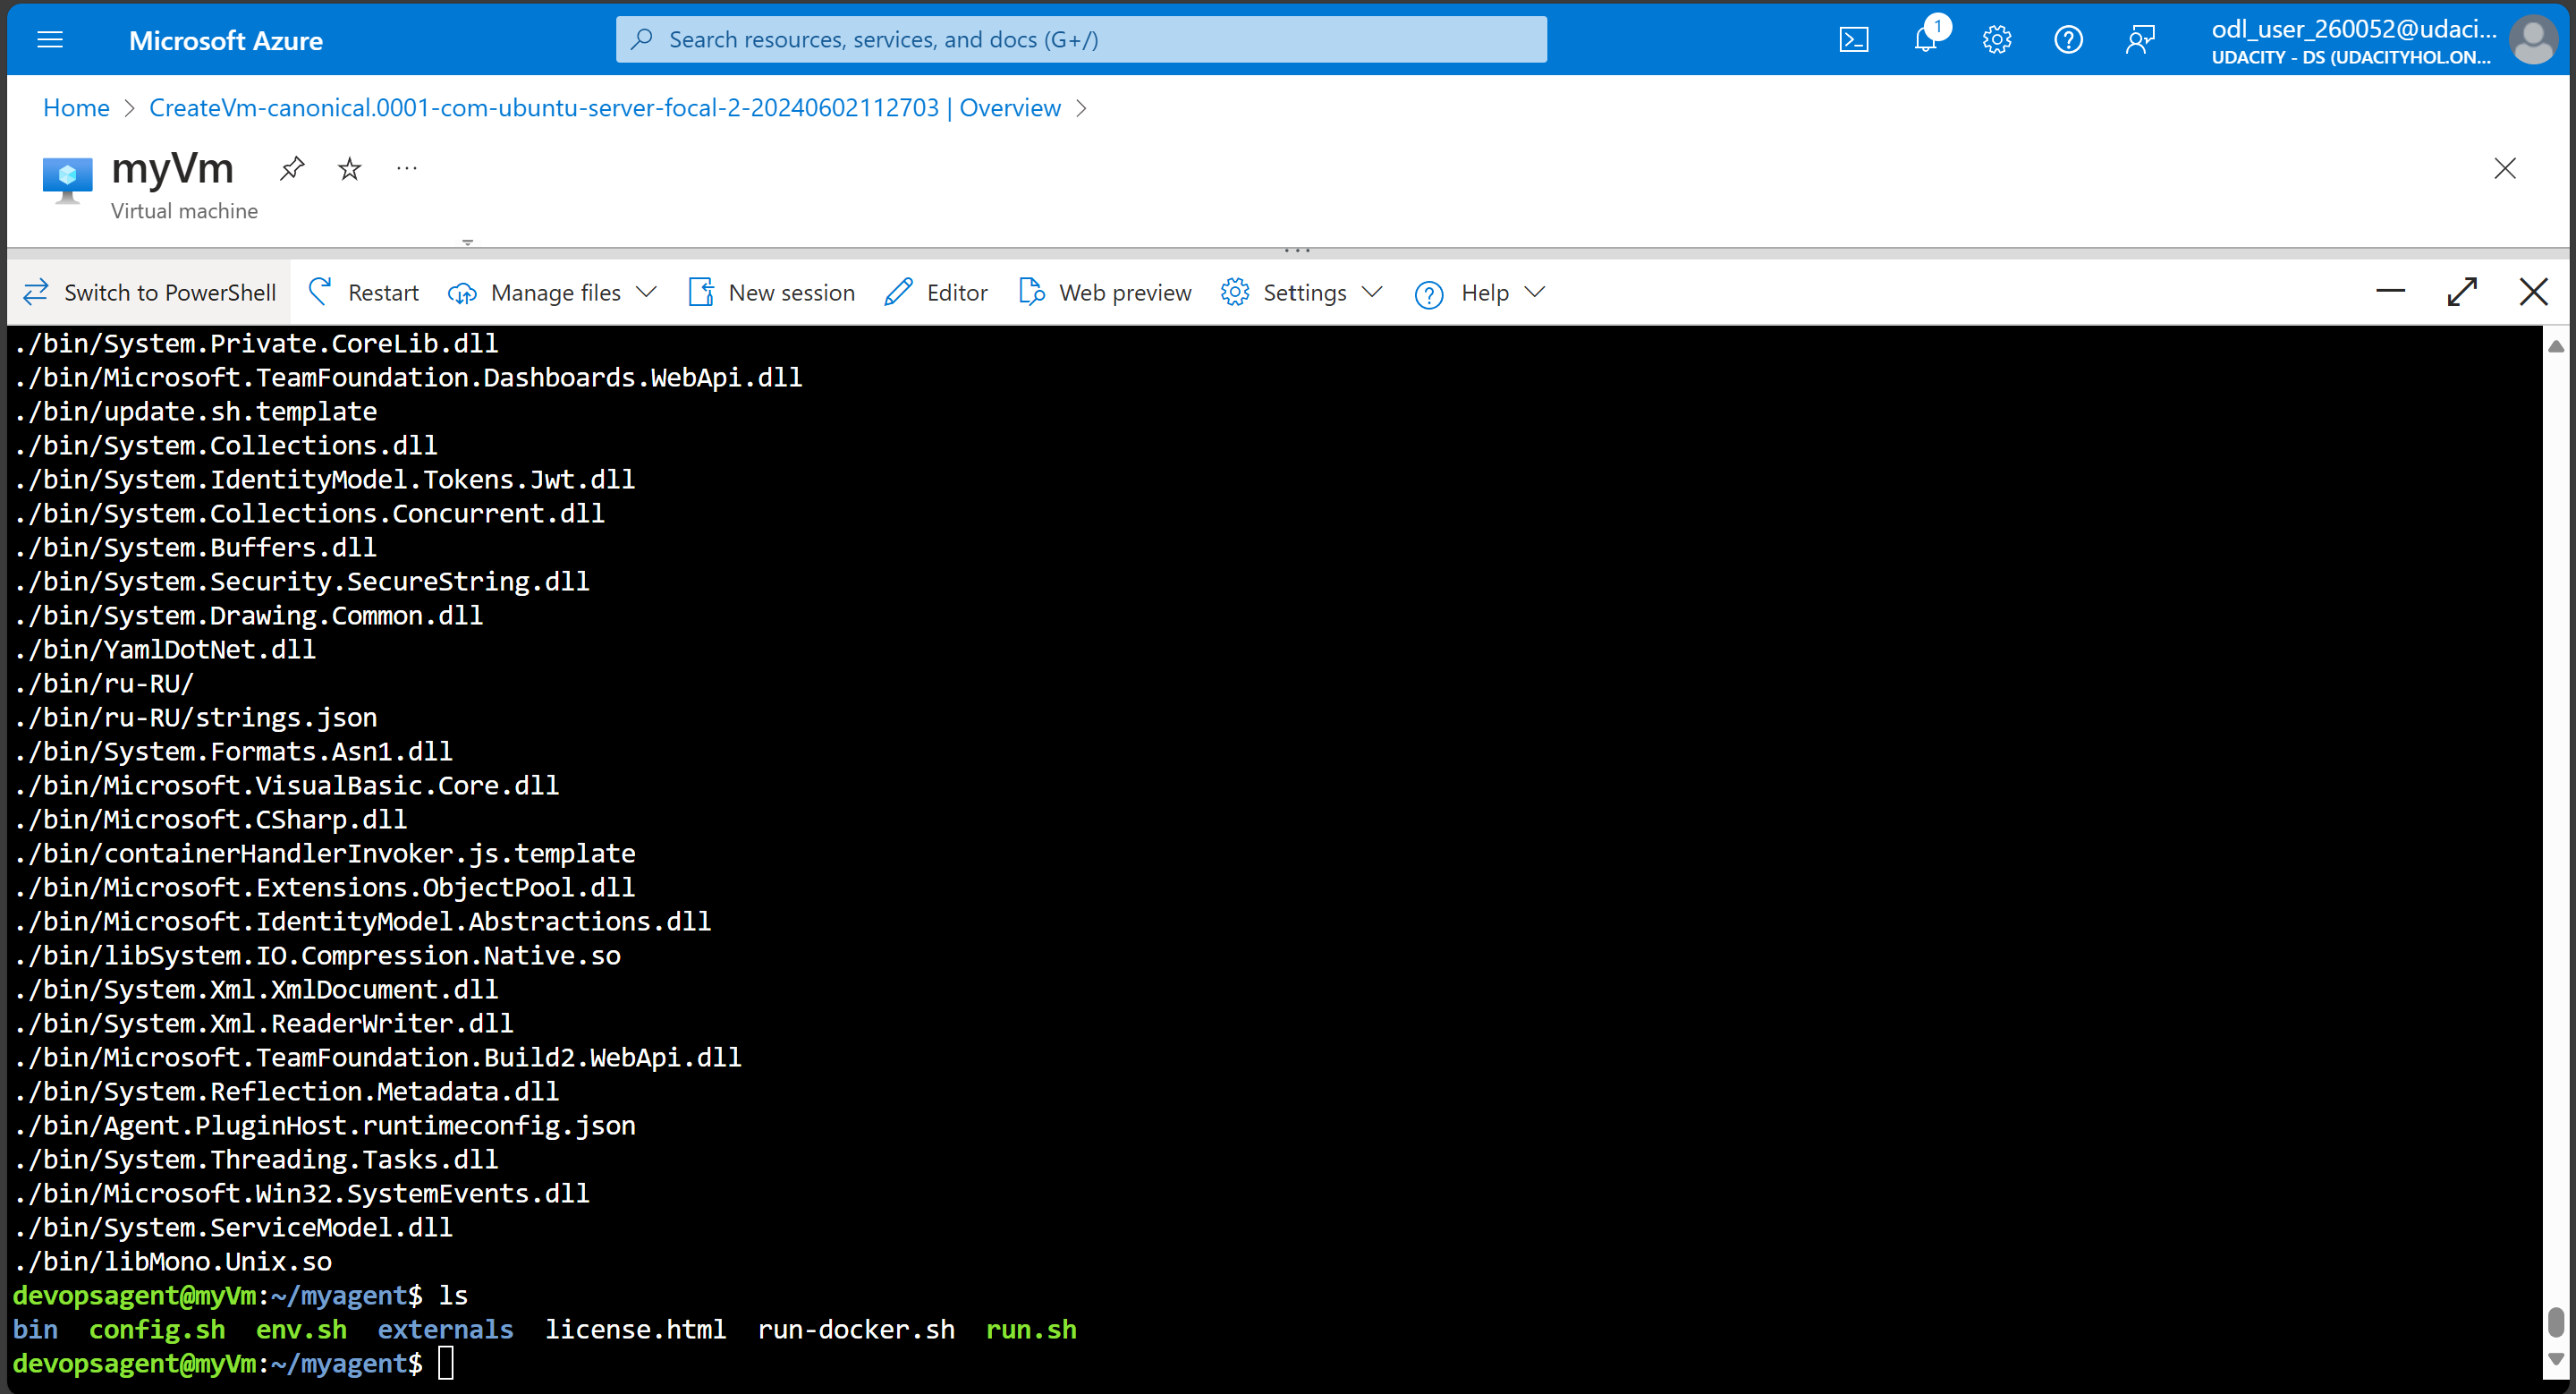 Microsoft Azure
Search resources, services, and docs (G+/)
1
odl_user_260052@udaci...
UDACITY - DS (UDACITYHOL.ON...
Home > CreateVm-canonical.0001-com-ubuntu-server-focal-2-20240602112703 | Overview >
myVm
Virtual machine
Switch to PowerShell Restart Manage files New session Editor Web preview Settings Help
./bin/System.Private.CoreLib.dll
./bin/Microsoft.TeamFoundation.Dashboards.WebApi.dll
./bin/update.sh.template
./bin/System.Collections.dll
./bin/System.IdentityModel.Tokens.Jwt.dll
./bin/System.Collections.Concurrent.dll
./bin/System.Buffers.dll
./bin/System.Security.SecureString.dll
./bin/System.Drawing.Common.dll
./bin/YamlDotNet.dll
./bin/ru-RU/
./bin/ru-RU/strings.json
./bin/System.Formats.Asn1.dll
./bin/Microsoft.VisualBasic.Core.dll
./bin/Microsoft.CSharp.dll
./bin/containerHandlerInvoker.js.template
./bin/Microsoft.Extensions.ObjectPool.dll
./bin/Microsoft.IdentityModel.Abstractions.dll
./bin/libSystem.IO.Compression.Native.so
./bin/System.Xml.XmlDocument.dll
./bin/System.Xml.ReaderWriter.dll
./bin/Microsoft.TeamFoundation.Build2.WebApi.dll
./bin/System.Reflection.Metadata.dll
./bin/Agent.PluginHost.runtimeconfig.json
./bin/System.Threading.Tasks.dll
./bin/Microsoft.Win32.SystemEvents.dll
./bin/System.ServiceModel.dll
./bin/libMono.Unix.so
devopsagent@myVm:~/myagent$ ls
bin config.sh env.sh externals license.html run-docker.sh run.sh
devopsagent@myVm:~/myagent$